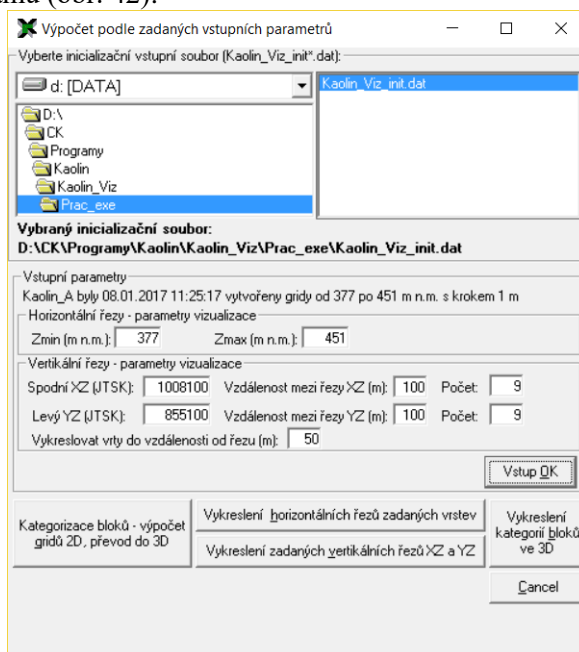 (obr. 42).
Výpočet podle zadaných vstupních parametrů
Vyberte inicializační vstupní soubor (Kaolin_Viz_init*.dat):
d: [DATA]
Kaolin_Viz_init.dat
D:\
CK
Programy
Kaolin
Kaolin_Viz
Prac_exe
Vybraný inicializační soubor:
D:\CK\Programy\Kaolin\Kaolin_Viz\Prac_exe\Kaolin_Viz_init.dat
Vstupní parametry
Kaolin_A byly 08.01.2017 11:25:17 vytvořeny gridy od 377 po 451 m n.m. s krokem 1 m
Horizontální řezy - parametry vizualizace
Zmin (m n.m.): 377 Zmax (m n.m.): 451
Vertikální řezy - parametry vizualizace
Spodní XZ (JTSK): 1008100 Vzdálenost mezi řezy XZ (m): 100 Počet: 9
Levý YZ (JTSK): 855100 Vzdálenost mezi řezy YZ (m): 100 Počet: 9
Vykreslovat vrty do vzdálenosti od řezu (m): 50
Vstup OK
Kategorizace bloků - výpočet
gridů 2D, převod do 3D
Vykreslení horizontálních řezů zadaných vrstev
Vykreslení zadaných vertikálních řezů XZ a YZ
Vykreslení
kategorií bloků
ve 3D
Cancel